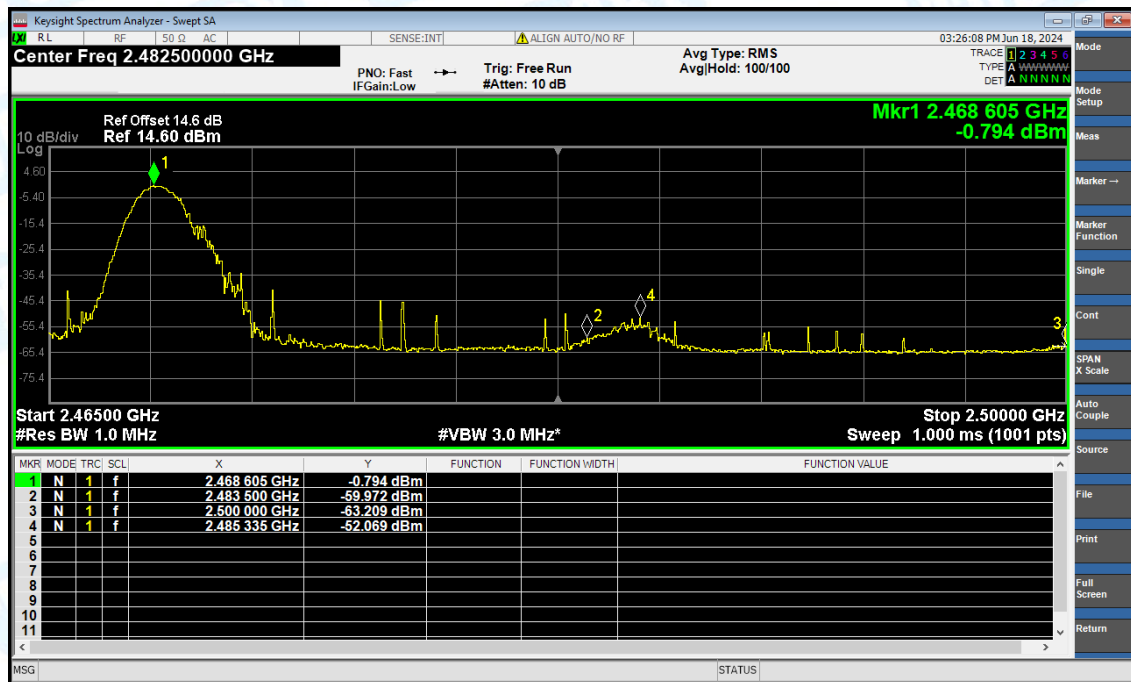 Keysight Spectrum Analyzer - Swept SA
LXI RL RF 50 Ω AC SENSE:INT ALIGN AUTO/NO RF 03:26:08 PM Jun 18, 2024
Center Freq 2.482500000 GHz
PNO: Fast
IFGain:Low
Trig: Free Run
#Atten: 10 dB
Avg Type: RMS
Avg|Hold: 100/100
TRACE 1 2 3 4 5 6
TYPE A WWWWW
DET A N N N N N
Mkr1 2.468 605 GHz
-0.794 dBm
Ref Offset 14.6 dB
10 dB/div Ref 14.60 dBm
Log
4.60
-5.40
-15.4
-25.4
-35.4
-45.4
-55.4
-65.4
-75.4
1
2
4
3
Start 2.46500 GHz Stop 2.50000 GHz
#Res BW 1.0 MHz #VBW 3.0 MHz* Sweep 1.000 ms (1001 pts)
MKR MODE TRC SCL X Y FUNCTION FUNCTION WIDTH FUNCTION VALUE
1 N 1 f 2.468 605 GHz -0.794 dBm
2 N 1 f 2.483 500 GHz -59.972 dBm
3 N 1 f 2.500 000 GHz -63.209 dBm
4 N 1 f 2.485 335 GHz -52.069 dBm
5
6
7
8
9
10
11
MSG STATUS
Mode
Mode
Setup
Meas
Marker →
Marker
Function
Single
Cont
SPAN
X Scale
Auto
Couple
Source
File
Print
Full
Screen
Return